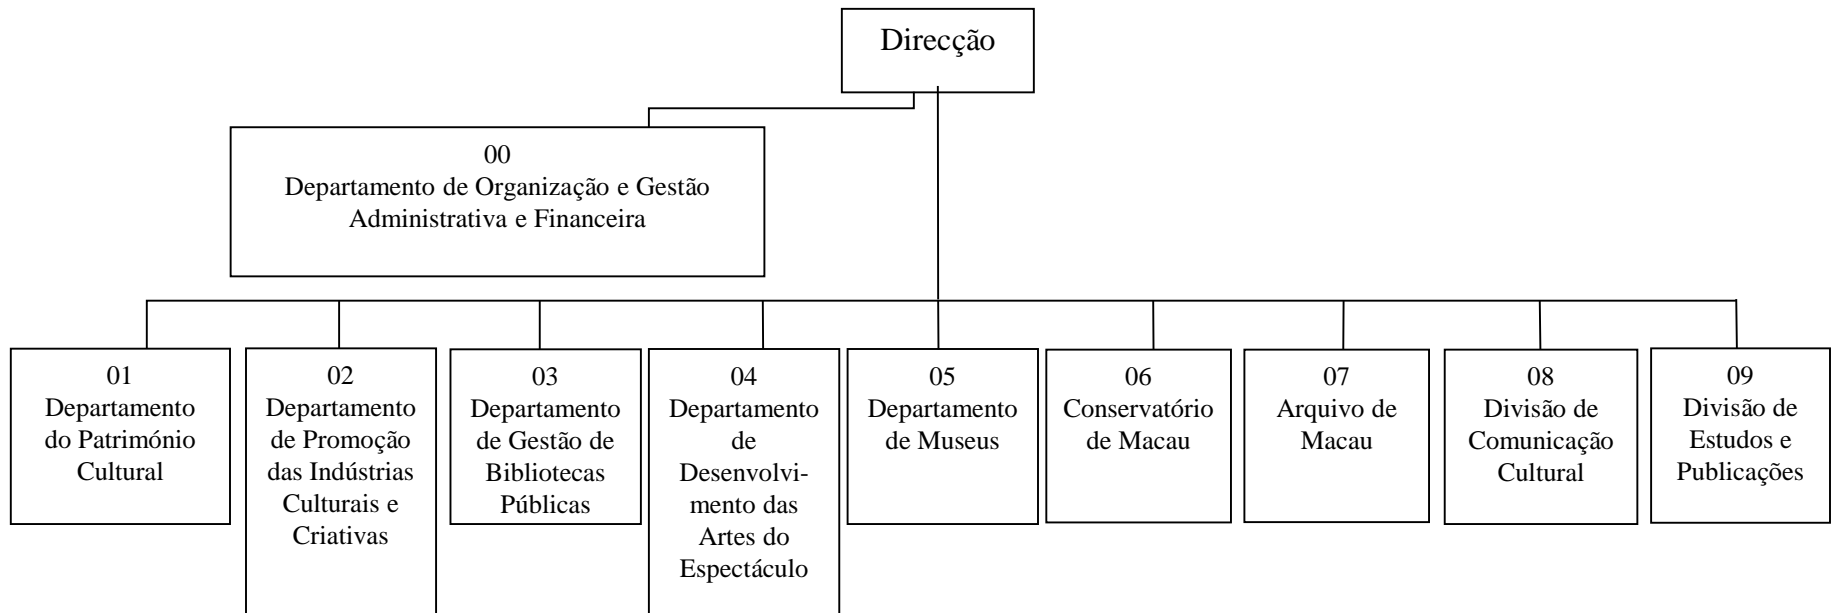 Direcção
00
Departamento de Organização e Gestão
Administrativa e Financeira
01
Departamento
do Património
Cultural
02
Departamento
de Promoção
das Indústrias
Culturais e
Criativas
03
Departamento
de Gestão de
Bibliotecas
Públicas
04
Departamento
de
Desenvolvi-
mento das
Artes do
Espectáculo
05
Departamento
de Museus
06
Conservatório
de Macau
07
Arquivo de
Macau
08
Divisão de
Comunicação
Cultural
09
Divisão de
Estudos e
Publicações